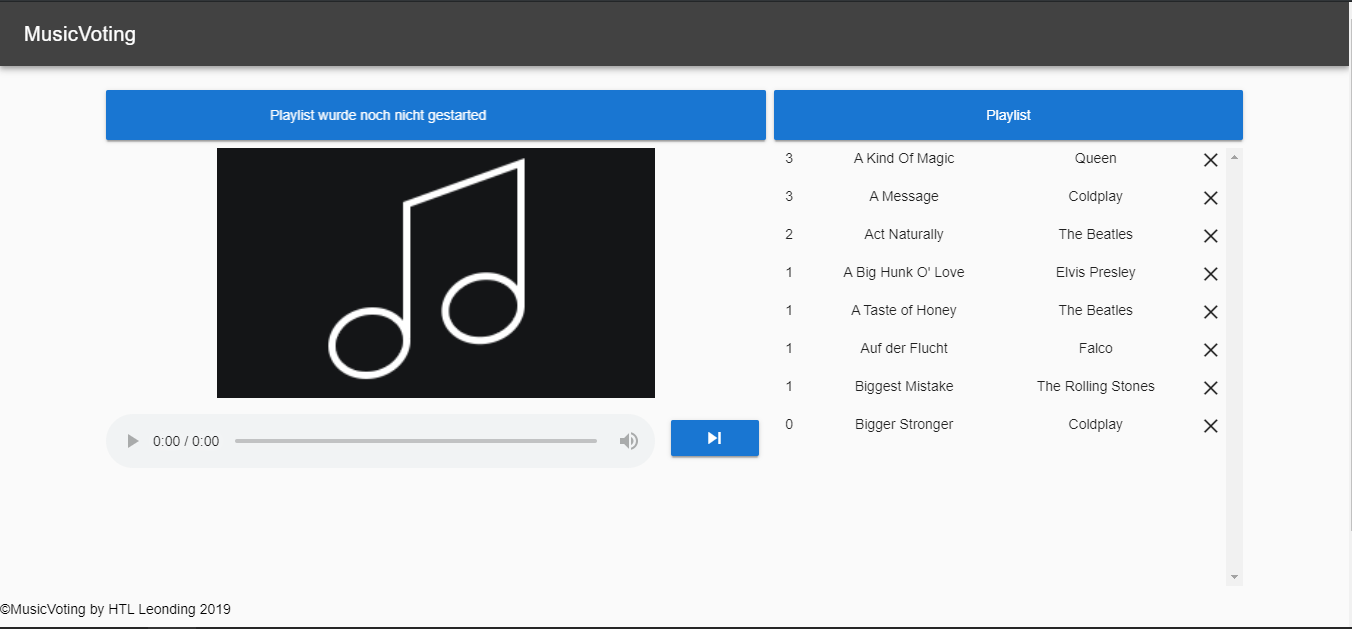 MusicVoting
Playlist wurde noch nicht gestarted
Playlist
3 A Kind Of Magic Queen
3 A Message Coldplay
2 Act Naturally The Beatles
1 A Big Hunk O' Love Elvis Presley
1 A Taste of Honey The Beatles
1 Auf der Flucht Falco
1 Biggest Mistake The Rolling Stones
0 Bigger Stronger Coldplay
0:00 / 0:00
©MusicVoting by HTL Leonding 2019